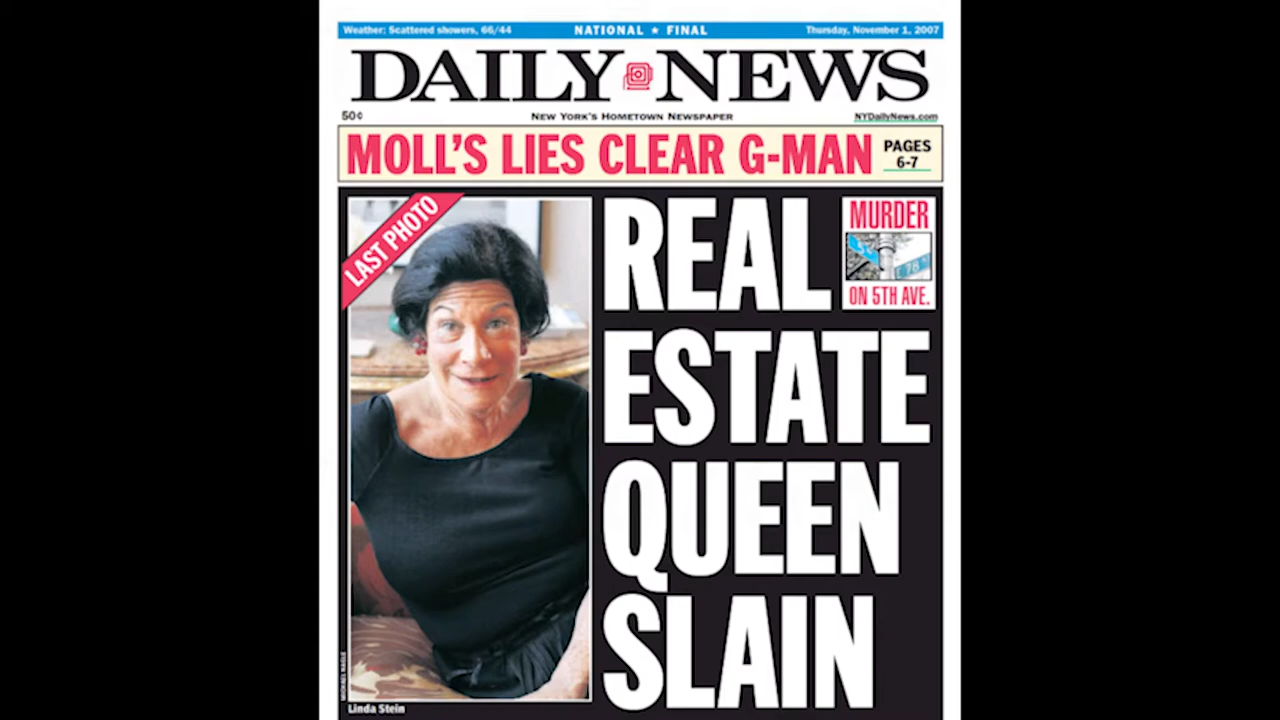 Weather: Scattered showers, 66/44
NATIONAL ★ FINAL
Thursday, November 1, 2007
DAILY NEWS
50¢
NEW YORK'S HOMETOWN NEWSPAPER
NYDailyNews.com
MOLL'S LIES CLEAR G-MAN
PAGES
6-7
LAST PHOTO
REAL
ESTATE
QUEEN
SLAIN
MURDER
E 78
ON 5TH AVE.
Linda Stein